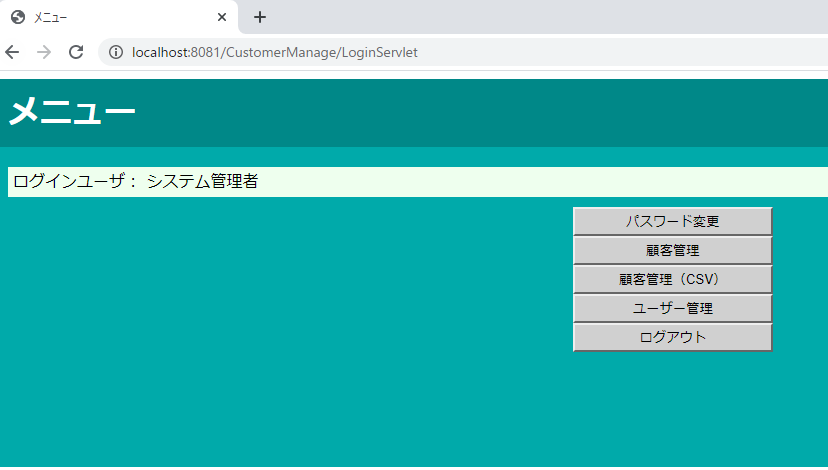 メニュー
localhost:8081/CustomerManage/LoginServlet
メニュー
ログインユーザ： システム管理者
パスワード変更
顧客管理
顧客管理（CSV）
ユーザー管理
ログアウト